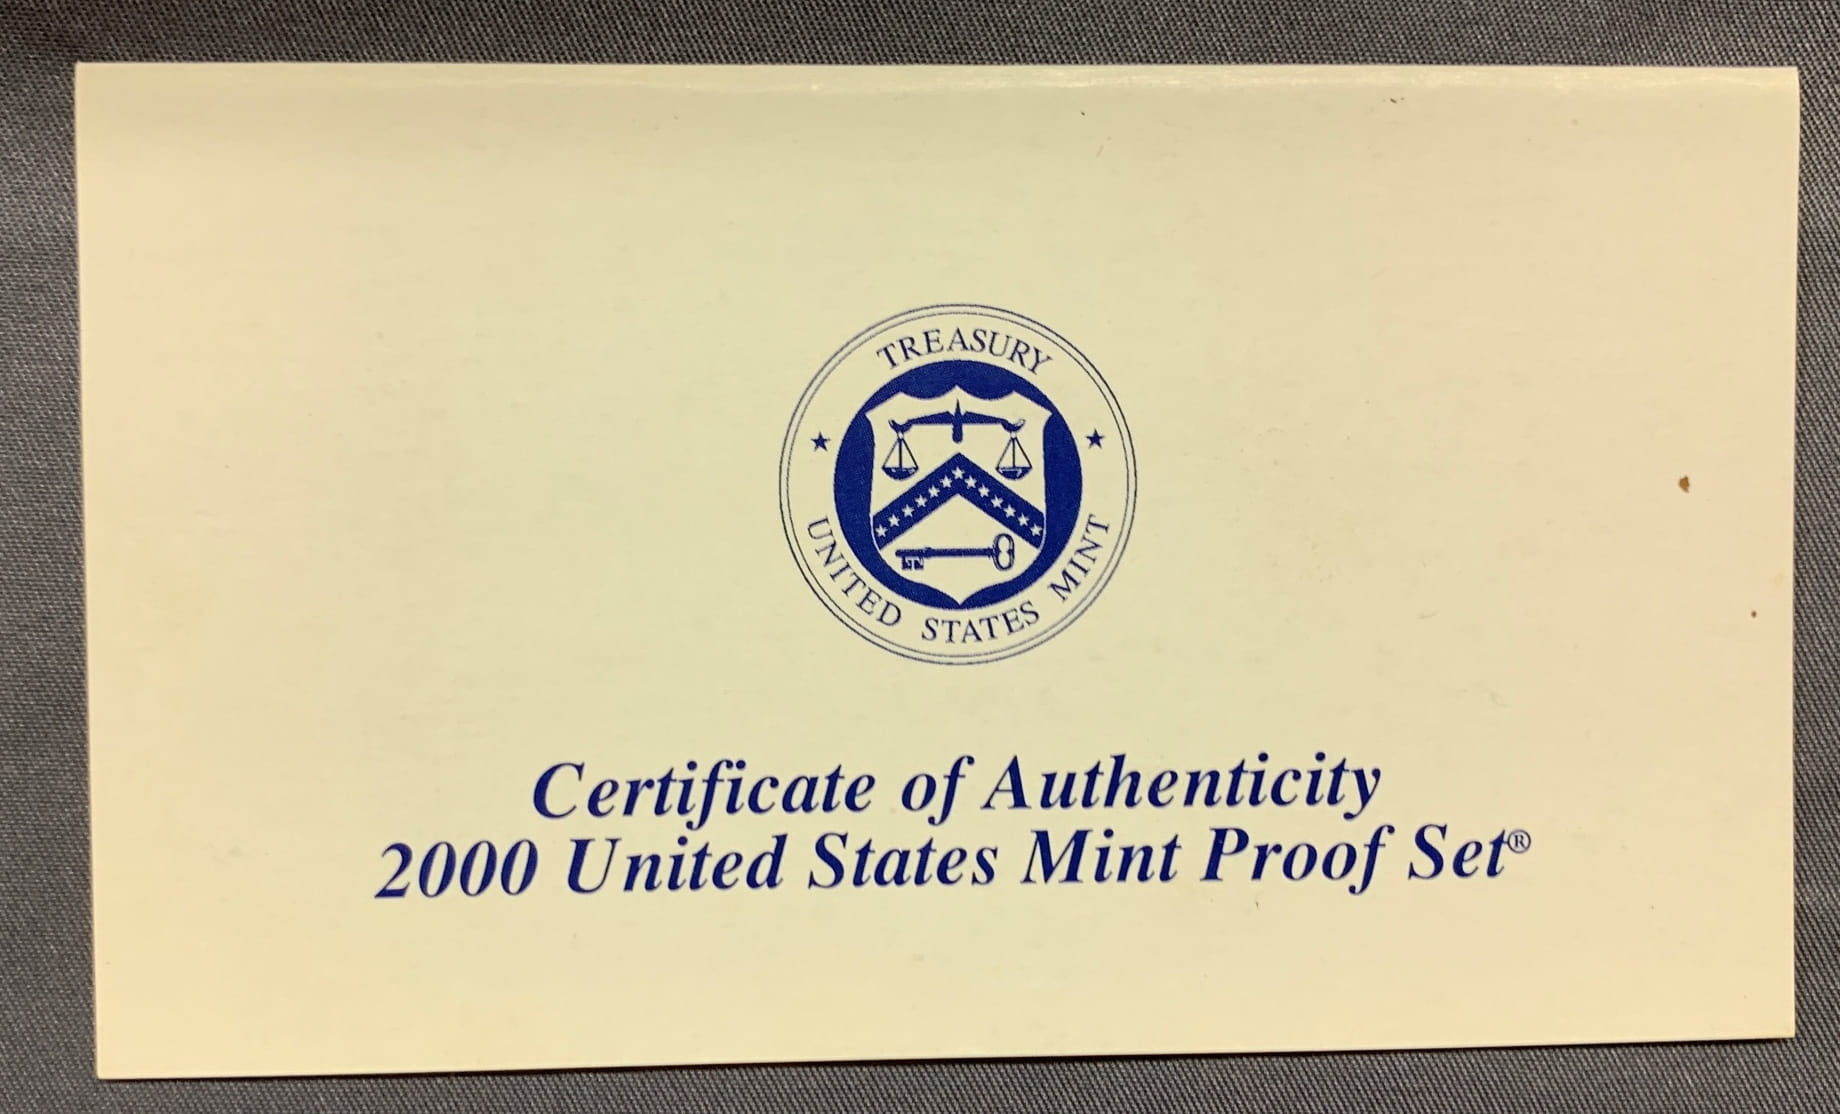 TREASURY
★ ★
UNITED STATES MINT
Certificate of Authenticity
2000 United States Mint Proof Set®